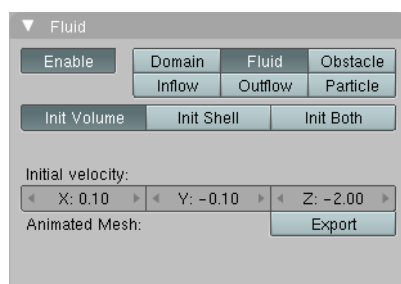 Fluid
Enable Domain Fluid Obstacle
Inflow Outflow Particle
Init Volume Init Shell Init Both
Initial velocity:
X: 0.10 Y: -0.10 Z: -2.00
Animated Mesh: Export